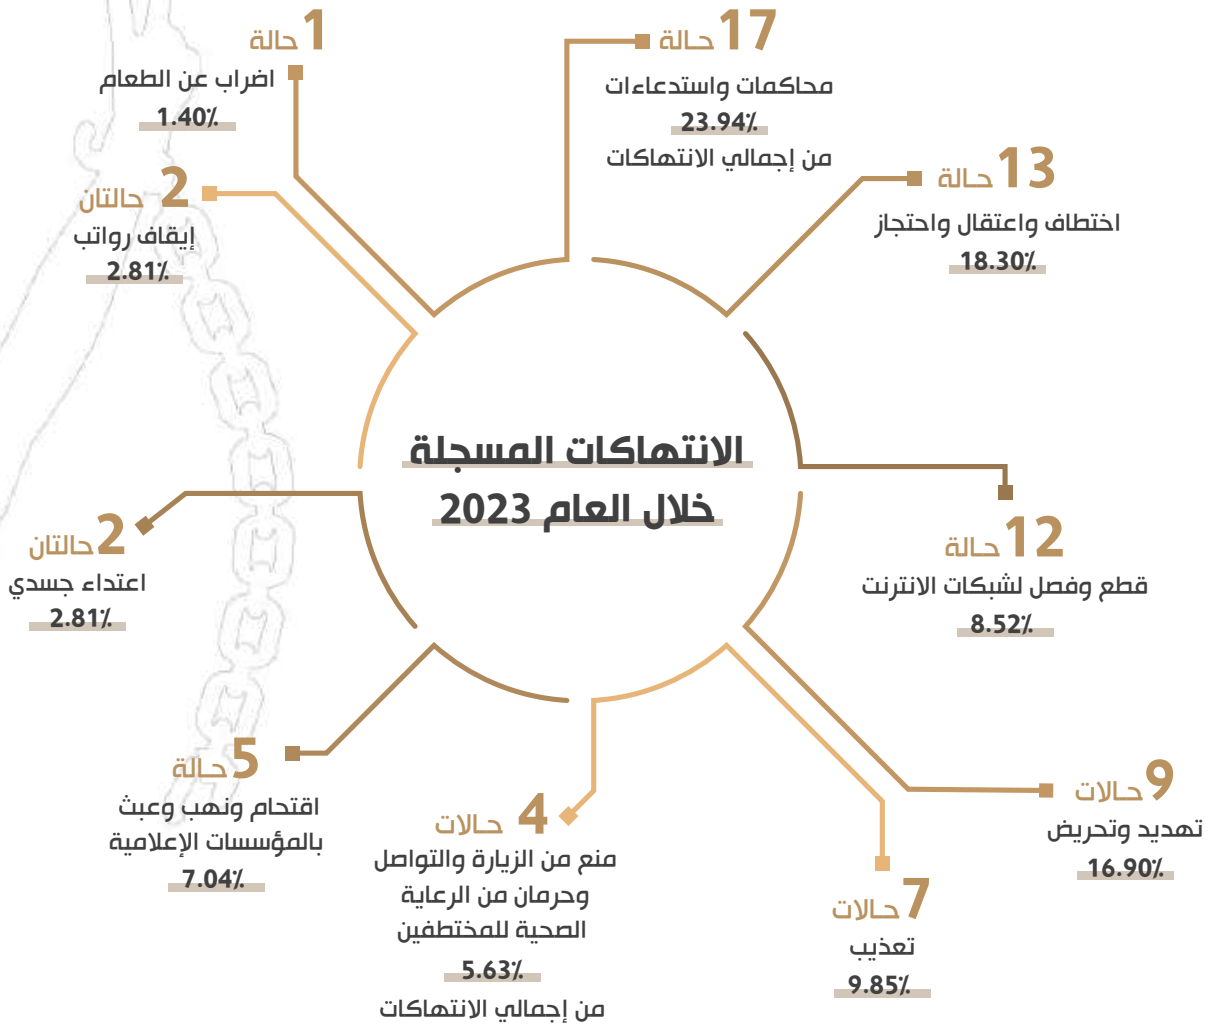 الانتهاكات المسجلة
خلال العام 2023
17 حالة
محاكمات واستدعاءات
23.94٪
من إجمالي الانتهاكات
13 حالة
اختطاف واعتقال واحتجاز
18.30٪
12 حالة
قطع وفصل لشبكات الانترنت
8.52٪
9 حالات
تهديد وتحريض
16.90٪
7 حالات
تعذيب
9.85٪
4 حالات
منع من الزيارة والتواصل
وحرمان من الرعاية
الصحية للمختطفين
5.63٪
من إجمالي الانتهاكات
5 حالة
اقتحام ونهب وعبث
بالمؤسسات الإعلامية
7.04٪
2 حالتان
اعتداء جسدي
2.81٪
2 حالتان
إيقاف رواتب
2.81٪
1 حالة
اضراب عن الطعام
1.40٪